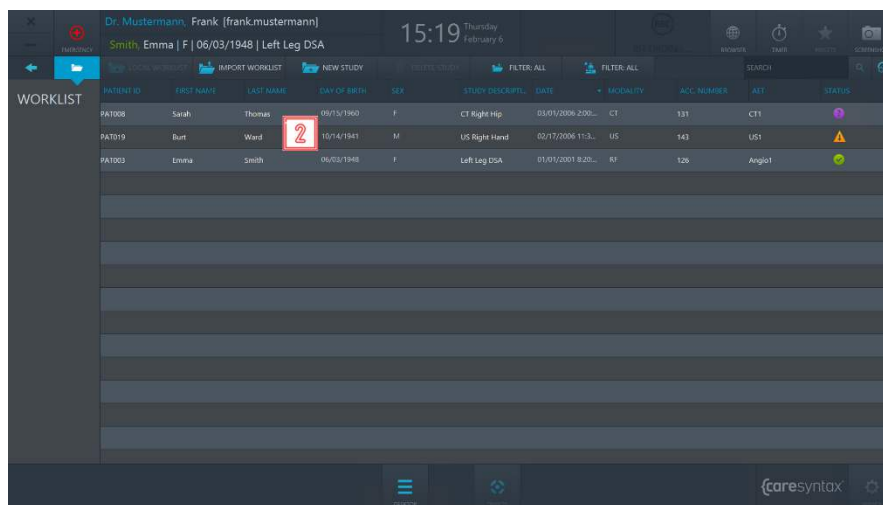 Dr. Mustermann, Frank [frank.mustermann]
15:19 Thursday
February 6
EMERGENCY
Smith, Emma | F | 06/03/1948 | Left Leg DSA
BROWSER
TIMER
LOCAL WORKLIST IMPORT WORKLIST NEW STUDY DELETE STUDY FILTER: ALL FILTER: ALL SEARCH
WORKLIST
PATIENT ID FIRST NAME LAST NAME DAY OF BIRTH SEX STUDY DESCRIPTI... DATE MODALITY ACC. NUMBER AET STATUS
PAT008 Sarah Thomas 09/15/1960 F CT Right Hip 03/01/2006 2:00... CT 131 CT1
PAT019 Burt Ward 2 10/14/1941 M US Right Hand 02/17/2006 11:3... US 143 US1
PAT003 Emma Smith 06/03/1948 F Left Leg DSA 01/01/2001 8:20... RF 126 Angio1
caresyntax